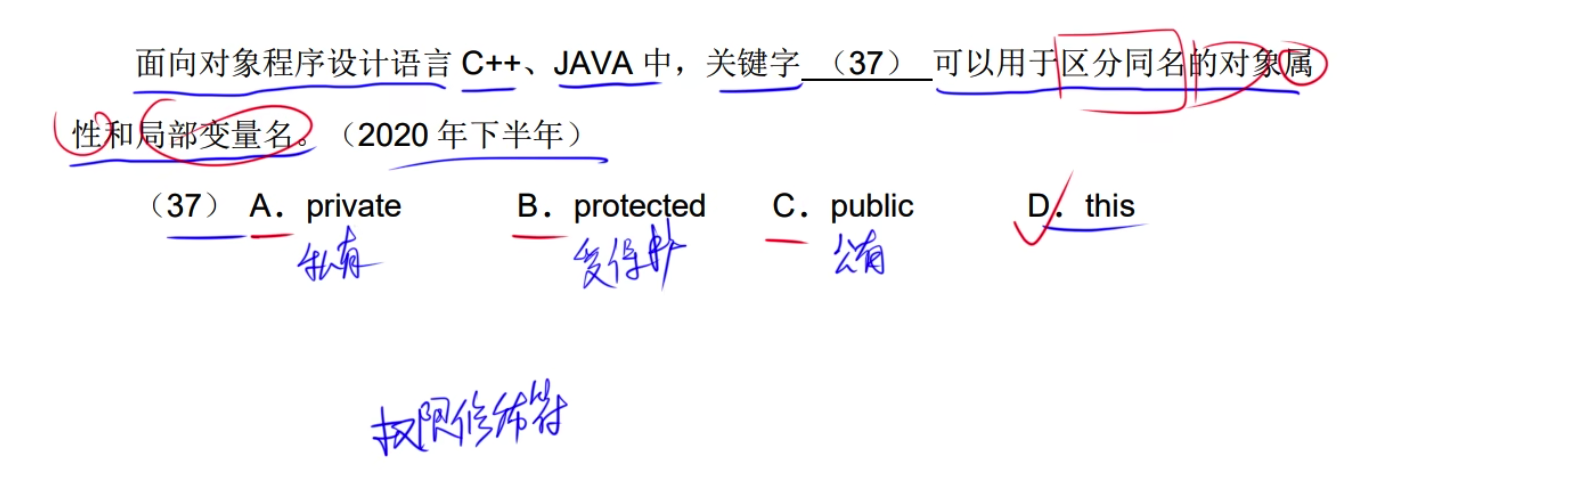 面向对象程序设计语言 C++、JAVA 中，关键字（37）可以用于区分同名的对象属
性和局部变量名。（2020 年下半年）
（37） A． private B． protected C． public D． this
私有 受保护 公有
权限修饰符